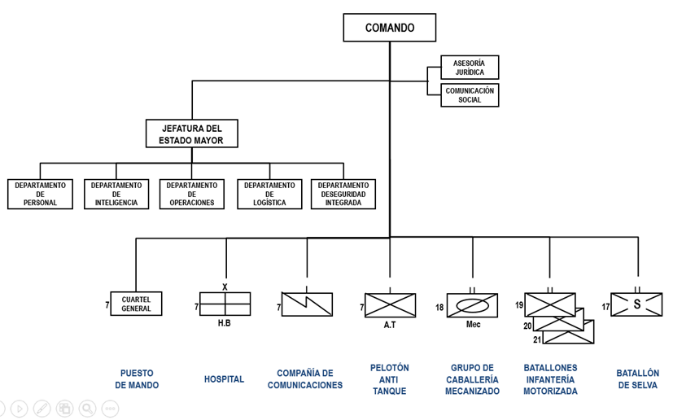 COMANDO
ASESORÍA
JURÍDICA
COMUNICACIÓN
SOCIAL
JEFATURA DEL
ESTADO MAYOR
DEPARTAMENTO
DE
PERSONAL
DEPARTAMENTO
DE
INTELIGENCIA
DEPARTAMENTO
DE
OPERACIONES
DEPARTAMENTO
DE
LOGÍSTICA
DEPARTAMENTO
DESEGURIDAD
INTEGRADA
7
CUARTEL
GENERAL
X
7
H.B
7
7
A.T
18
Mec
19
20
21
17
S
PUESTO
DE MANDO
HOSPITAL
COMPAÑÍA DE
COMUNICACIONES
PELOTÓN
ANTI
TANQUE
GRUPO DE
CABALLERÍA
MECANIZADO
BATALLONES
INFANTERÍA
MOTORIZADA
BATALLÓN
DE SELVA